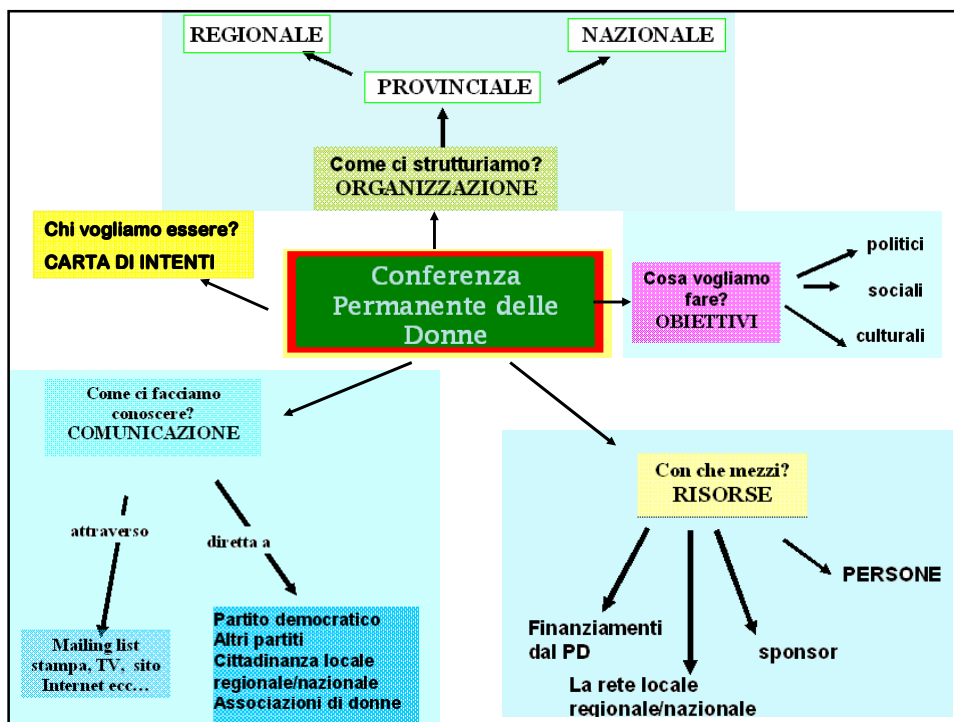 REGIONALE
NAZIONALE
PROVINCIALE
Come ci strutturiamo?
ORGANIZZAZIONE
Chi vogliamo essere?
CARTA DI INTENTI
Conferenza
Permanente delle
Donne
Cosa vogliamo
fare?
OBIETTIVI
politici
sociali
culturali
Come ci facciamo
conoscere?
COMUNICAZIONE
attraverso
diretta a
Mailing list
stampa, TV, sito
Internet ecc...
Partito democratico
Altri partiti
Cittadinanza locale
regionale/nazionale
Associazioni di donne
Con che mezzi?
RISORSE
Finanziamenti
dal PD
La rete locale
regionale/nazionale
sponsor
PERSONE